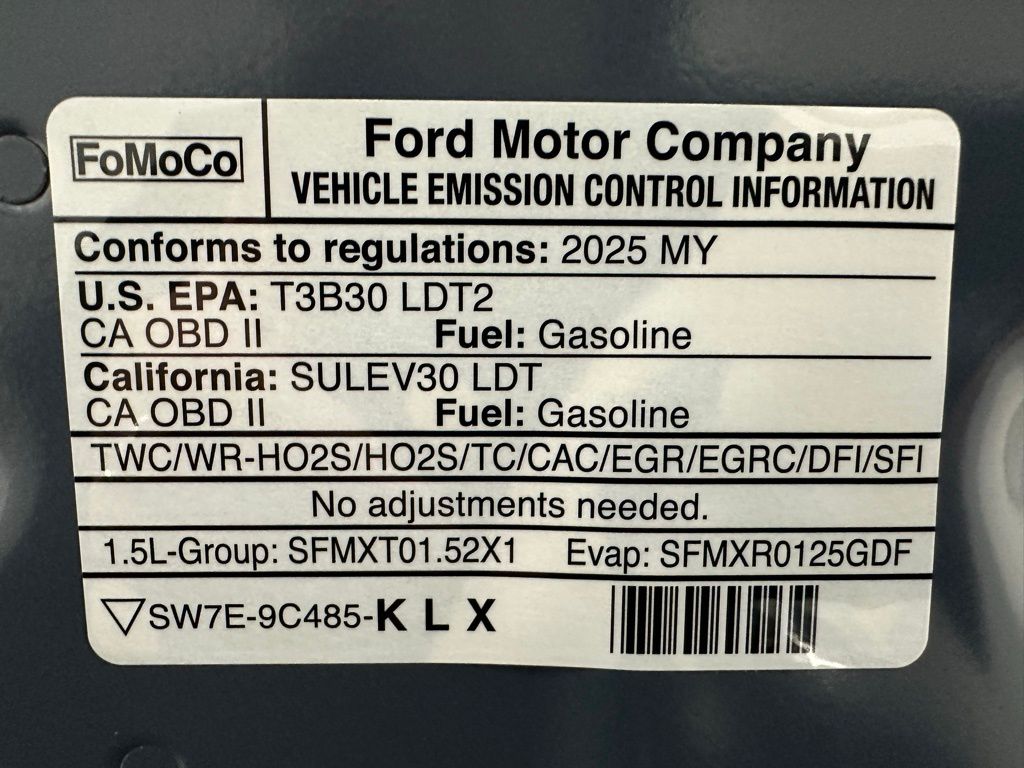 FoMoCo
Ford Motor Company
VEHICLE EMISSION CONTROL INFORMATION
Conforms to regulations: 2025 MY
U.S. EPA: T3B30 LDT2
CA OBD II Fuel: Gasoline
California: SULEV30 LDT
CA OBD II Fuel: Gasoline
TWC/WR-HO2S/HO2S/TC/CAC/EGR/EGRC/DFI/SFI
No adjustments needed.
1.5L-Group: SFMXT01.52X1 Evap: SFMXR0125GDF
SW7E-9C485-K L X